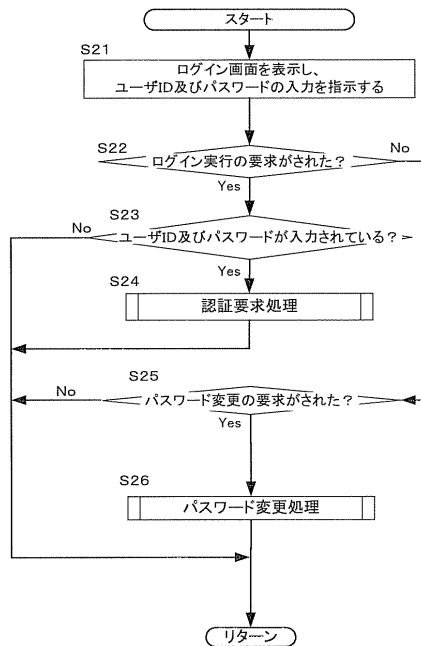 スタート
S21
ログイン画面を表示し、
ユーザID及びパスワードの入力を指示する
S22
ログイン実行の要求がされた？
No
Yes
S23
No
ユーザID及びパスワードが入力されている？
Yes
S24
認証要求処理
S25
No
パスワード変更の要求がされた？
Yes
S26
パスワード変更処理
リターン